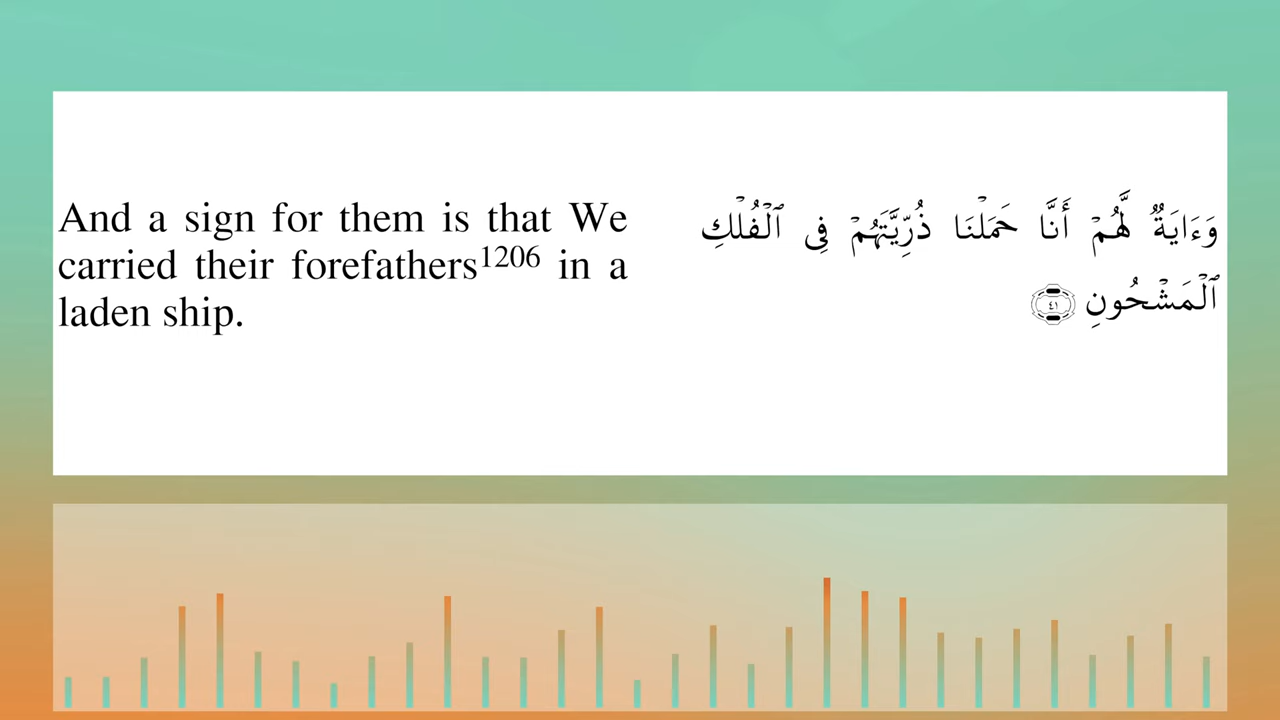 And a sign for them is that We
carried their forefathers1206 in a
laden ship.
وَءَايَةٌ لَّهُمْ أَنَّا حَمَلْنَا ذُرِّيَّتَهُمْ فِى ٱلْفُلْكِ
ٱلْمَشْحُونِ ٤١